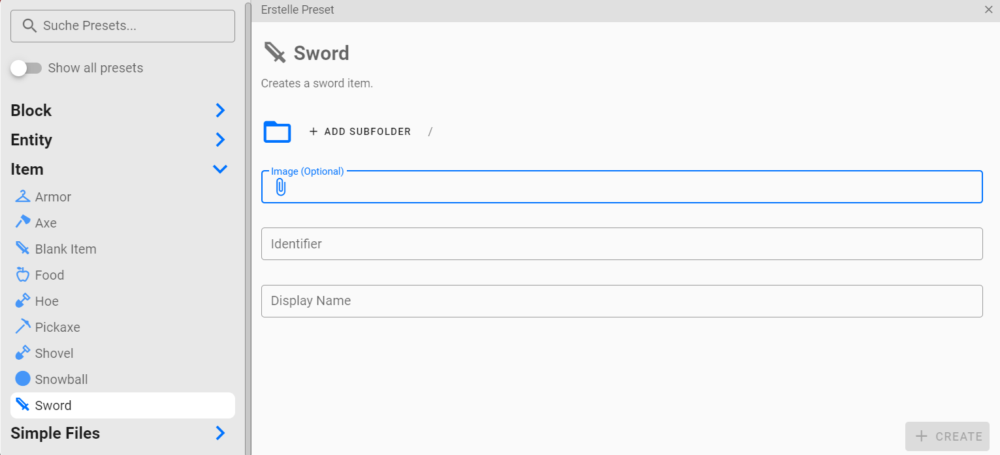 Suche Presets...
Show all presets
Block
Entity
Item
Armor
Axe
Blank Item
Food
Hoe
Pickaxe
Shovel
Snowball
Sword
Simple Files
Erstelle Preset
Sword
Creates a sword item.
+ ADD SUBFOLDER /
Image (Optional)
Identifier
Display Name
+ CREATE